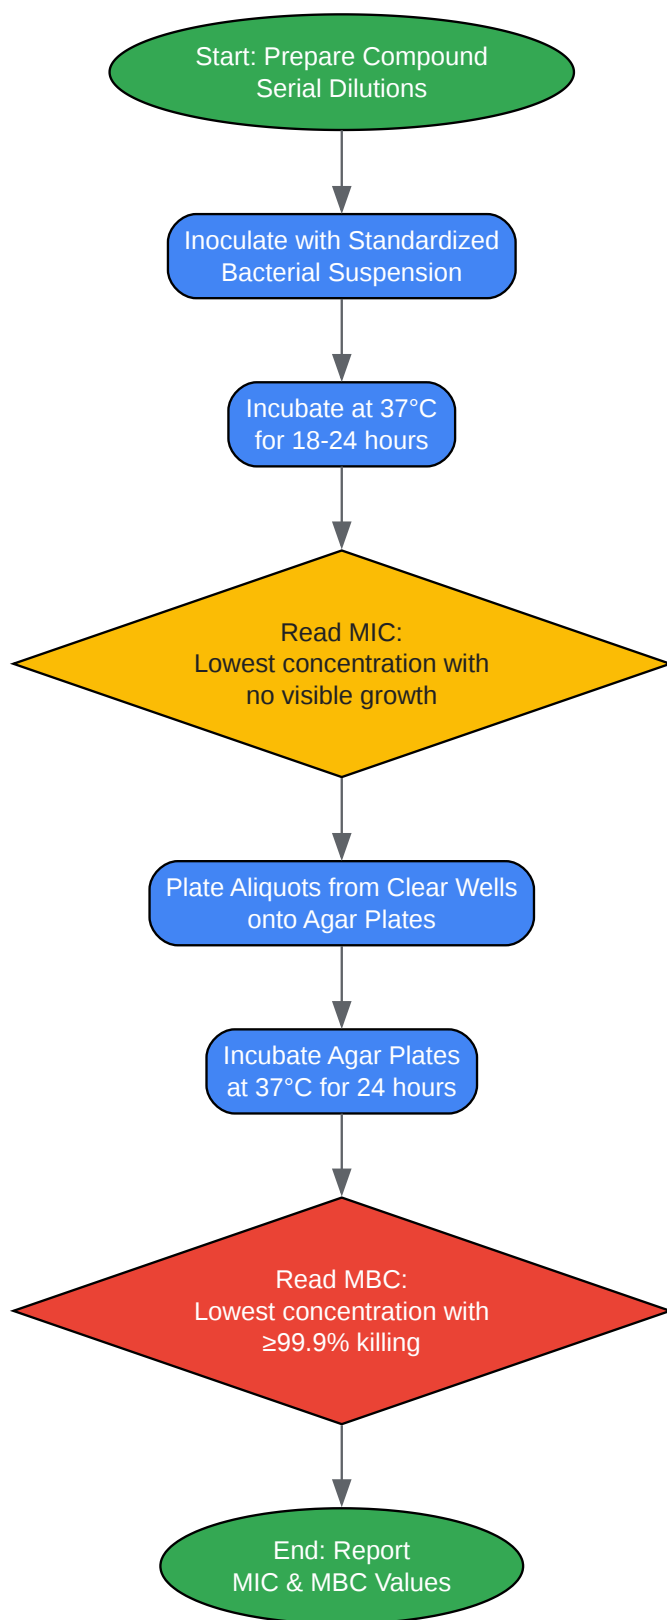 Start: Prepare Compound
Serial Dilutions
Inoculate with Standardized
Bacterial Suspension
Incubate at 37°C
for 18-24 hours
Read MIC:
Lowest concentration with
no visible growth
Plate Aliquots from Clear Wells
onto Agar Plates
Incubate Agar Plates
at 37°C for 24 hours
Read MBC:
Lowest concentration with
≥99.9% killing
End: Report
MIC & MBC Values